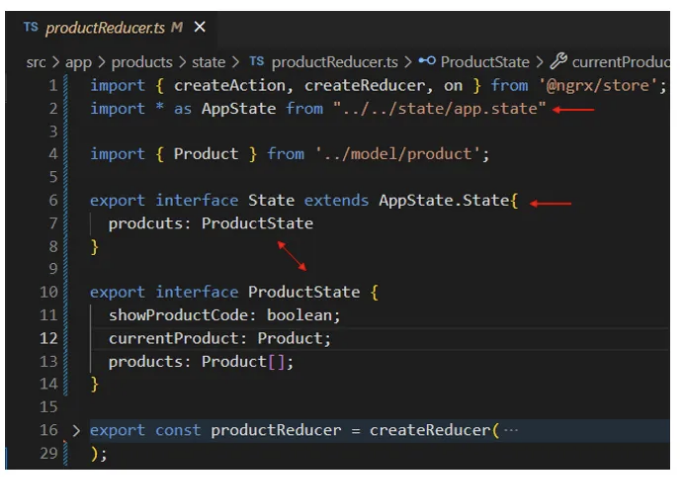 TS productReducer.ts M ×
src > app > products > state > TS productReducer.ts > ProductState > currentProduc
1 import { createAction, createReducer, on } from '@ngrx/store';
2 import * as AppState from "../../state/app.state"
3
4 import { Product } from '../model/product';
5
6 export interface State extends AppState.State{
7 prodcuts: ProductState
8 }
9
10 export interface ProductState {
11 showProductCode: boolean;
12 currentProduct: Product;
13 products: Product[];
14 }
15
16 > export const productReducer = createReducer( ...
29 );